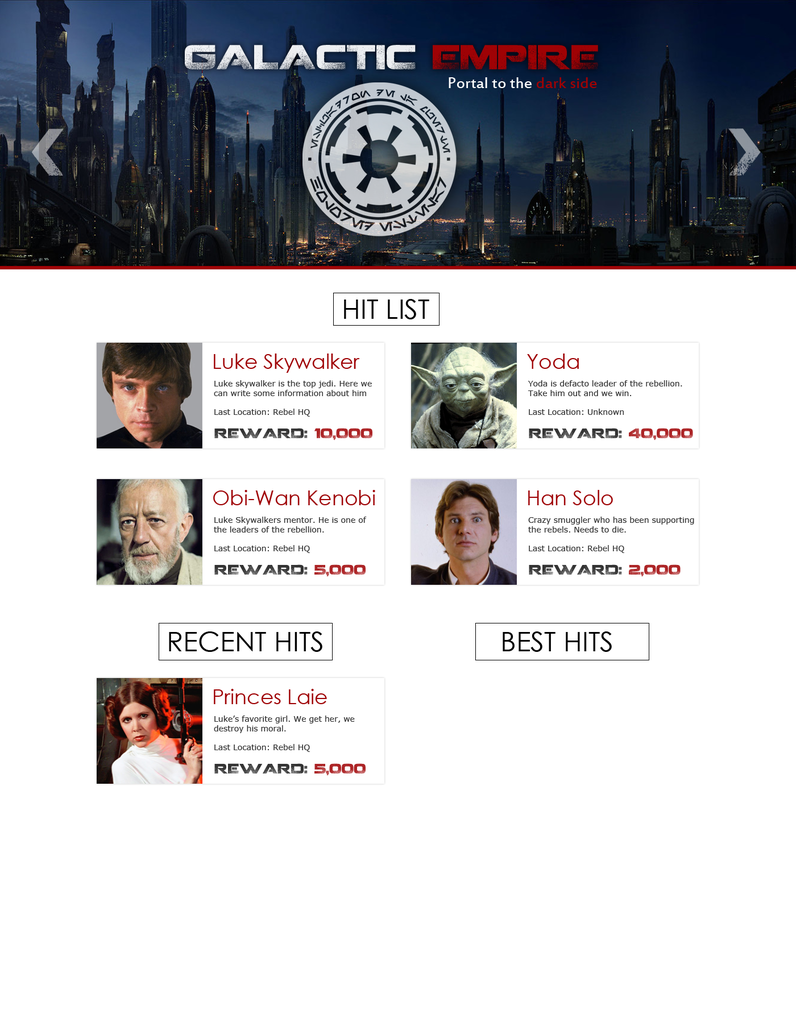 GALACTIC EMPIRE
Portal to the dark side
HIT LIST
Luke Skywalker
Luke skywalker is the top jedi. Here we
can write some information about him
Last Location: Rebel HQ
REWARD: 10,000
Yoda
Yoda is defacto leader of the rebellion.
Take him out and we win.
Last Location: Unknown
REWARD: 40,000
Obi-Wan Kenobi
Luke Skywalkers mentor. He is one of
the leaders of the rebellion.
Last Location: Rebel HQ
REWARD: 5,000
Han Solo
Crazy smuggler who has been supporting
the rebels. Needs to die.
Last Location: Rebel HQ
REWARD: 2,000
RECENT HITS
BEST HITS
Princes Laie
Luke's favorite girl. We get her, we
destroy his moral.
Last Location: Rebel HQ
REWARD: 5,000